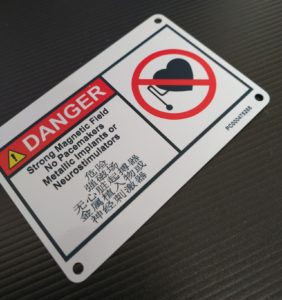 DANGER
Strong Magnetic Field
No Pacemakers
Metallic Implants or
Neurostimulators
危险
强磁场
无心脏起搏器
金属植入物或
神经刺激器